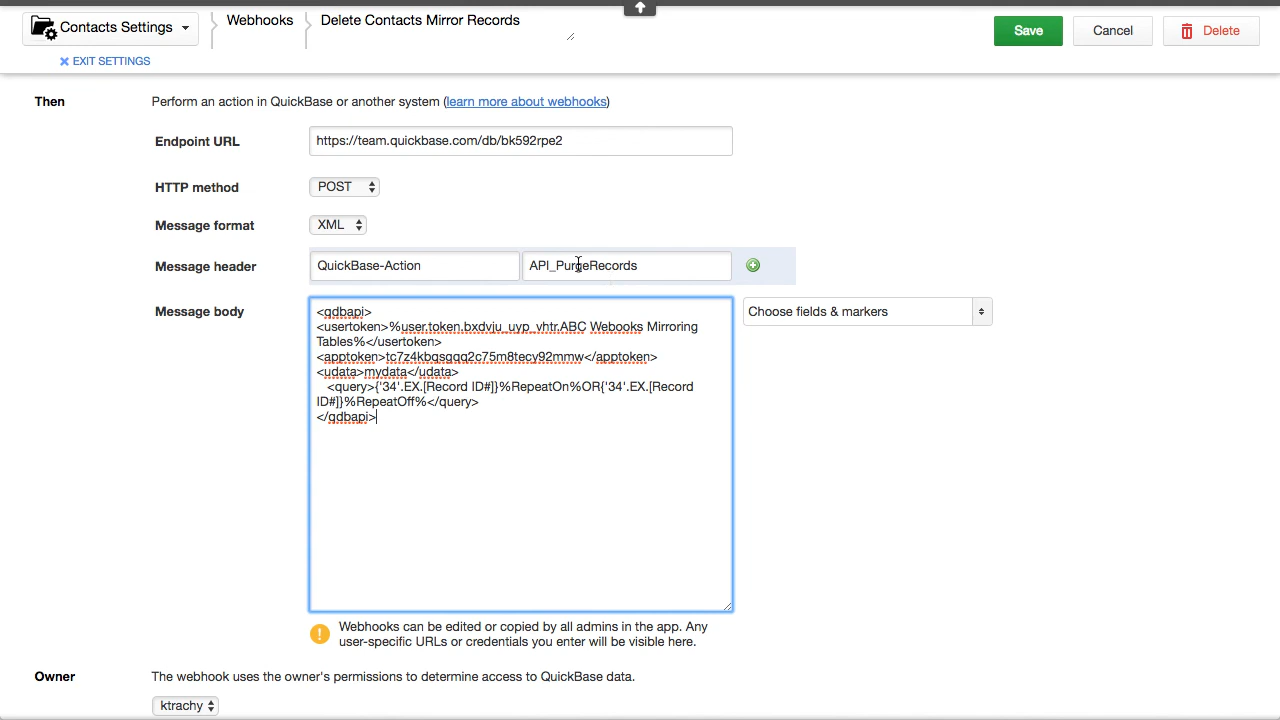 Contacts Settings
Webhooks
Delete Contacts Mirror Records
Save
Cancel
Delete
EXIT SETTINGS
Then
Perform an action in QuickBase or another system (learn more about webhooks)
Endpoint URL
https://team.quickbase.com/db/bk592rpe2
HTTP method
POST
Message format
XML
Message header
QuickBase-Action
API_PurgeRecords
Message body
<qdbapi>
<usertoken>%user.token.bxdvju_uyp_vhtr.ABC Webooks Mirroring
Tables%</usertoken>
<apptoken>tc7z4kbqsgqq2c75m8tecy92mmw</apptoken>
<udata>mydata</udata>
<query>{'34'.EX.[Record ID#]}%RepeatOn%OR{'34'.EX.[Record
ID#]}%RepeatOff%</query>
</qdbapi>
Choose fields & markers
Webhooks can be edited or copied by all admins in the app. Any
user-specific URLs or credentials you enter will be visible here.
Owner
The webhook uses the owner's permissions to determine access to QuickBase data.
ktrachy